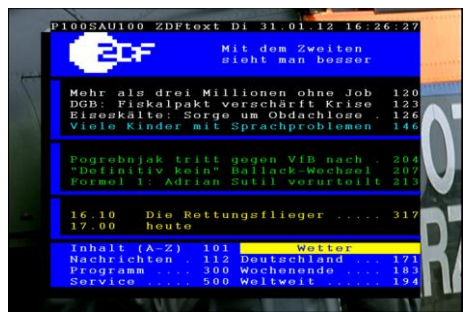 P100SAU100 ZDFtext Di 31.01.12 16:26:27
ZDF
Mit dem Zweiten
sieht man besser
Mehr als drei Millionen ohne Job 120
DGB: Fiskalpakt verschärft Krise 123
Eiseskälte: Sorge um Obdachlose . 126
Viele Kinder mit Sprachproblemen 146
Pogrebnjak tritt gegen VfB nach . 204
"Definitiv kein" Ballack-Wechsel 207
Formel 1: Adrian Sutil verurteilt 213
16.10 Die Rettungsflieger ..... 317
17.00 heute
Inhalt (A-Z) 101 Wetter
Nachrichten . 112 Deutschland ... 171
Programm .... 300 Wochenende .... 183
Service ..... 500 Weltweit ...... 194